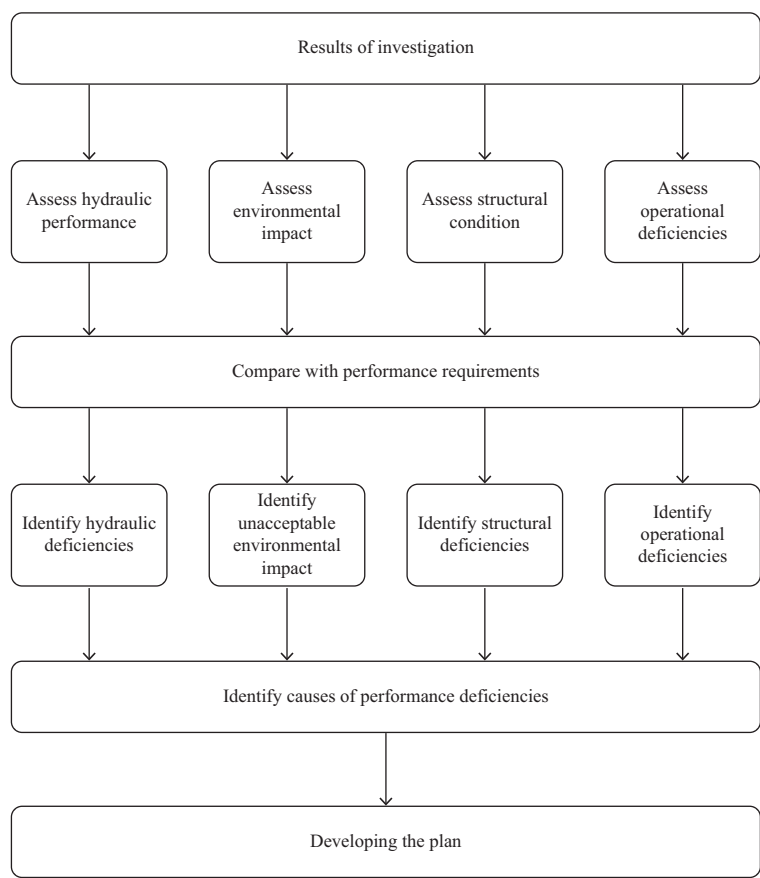 Results of investigation
Assess hydraulic
performance
Assess
environmental
impact
Assess structural
condition
Assess
operational
deficiencies
Compare with performance requirements
Identify hydraulic
deficiencies
Identify
unacceptable
environmental
impact
Identify structural
deficiencies
Identify
operational
deficiencies
Identify causes of performance deficiencies
Developing the plan